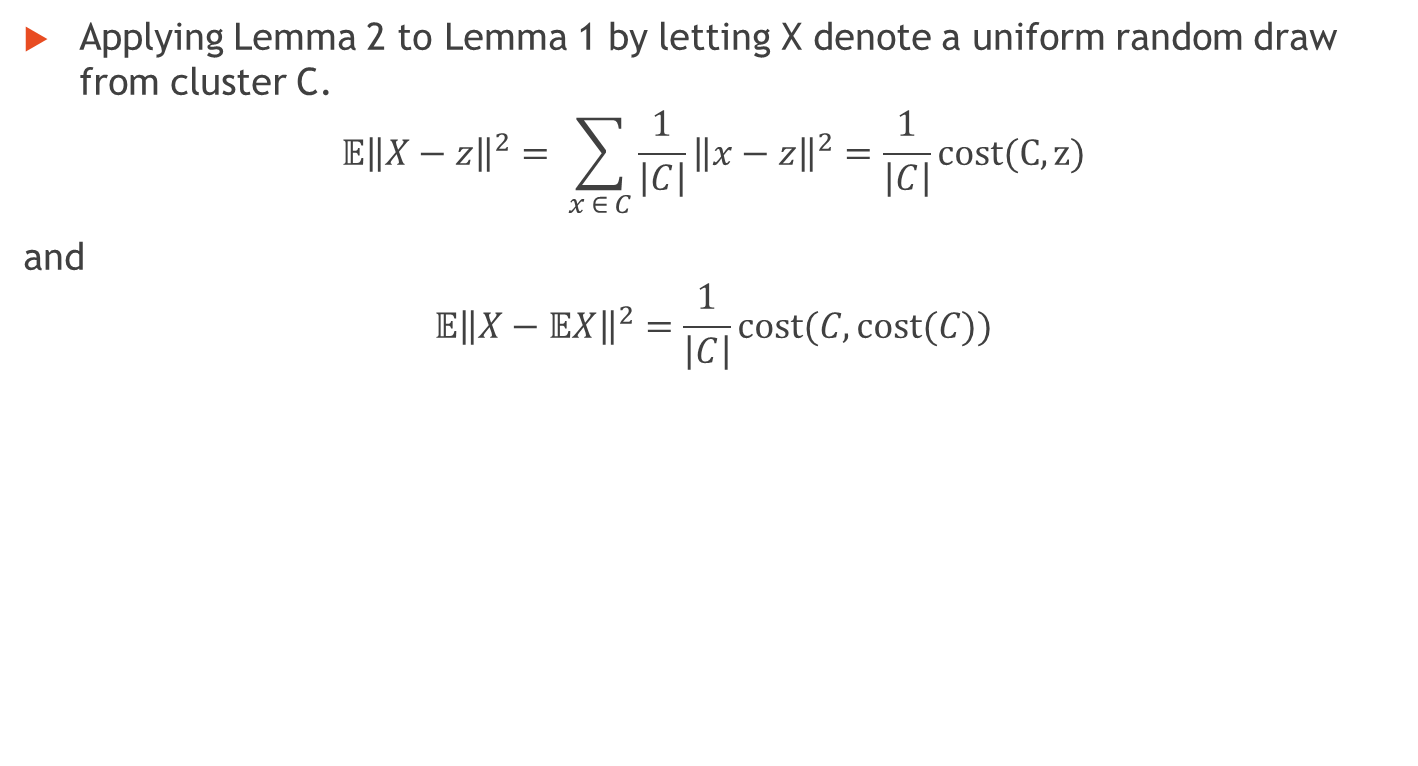 Applying Lemma 2 to Lemma 1 by letting X denote a uniform random draw
from cluster C.
𝔼‖X − z‖² = ∑_{x ∈ C} 1/|C| ‖x − z‖² = 1/|C| cost(C, z)
and
𝔼‖X − 𝔼X‖² = 1/|C| cost(C, cost(C))